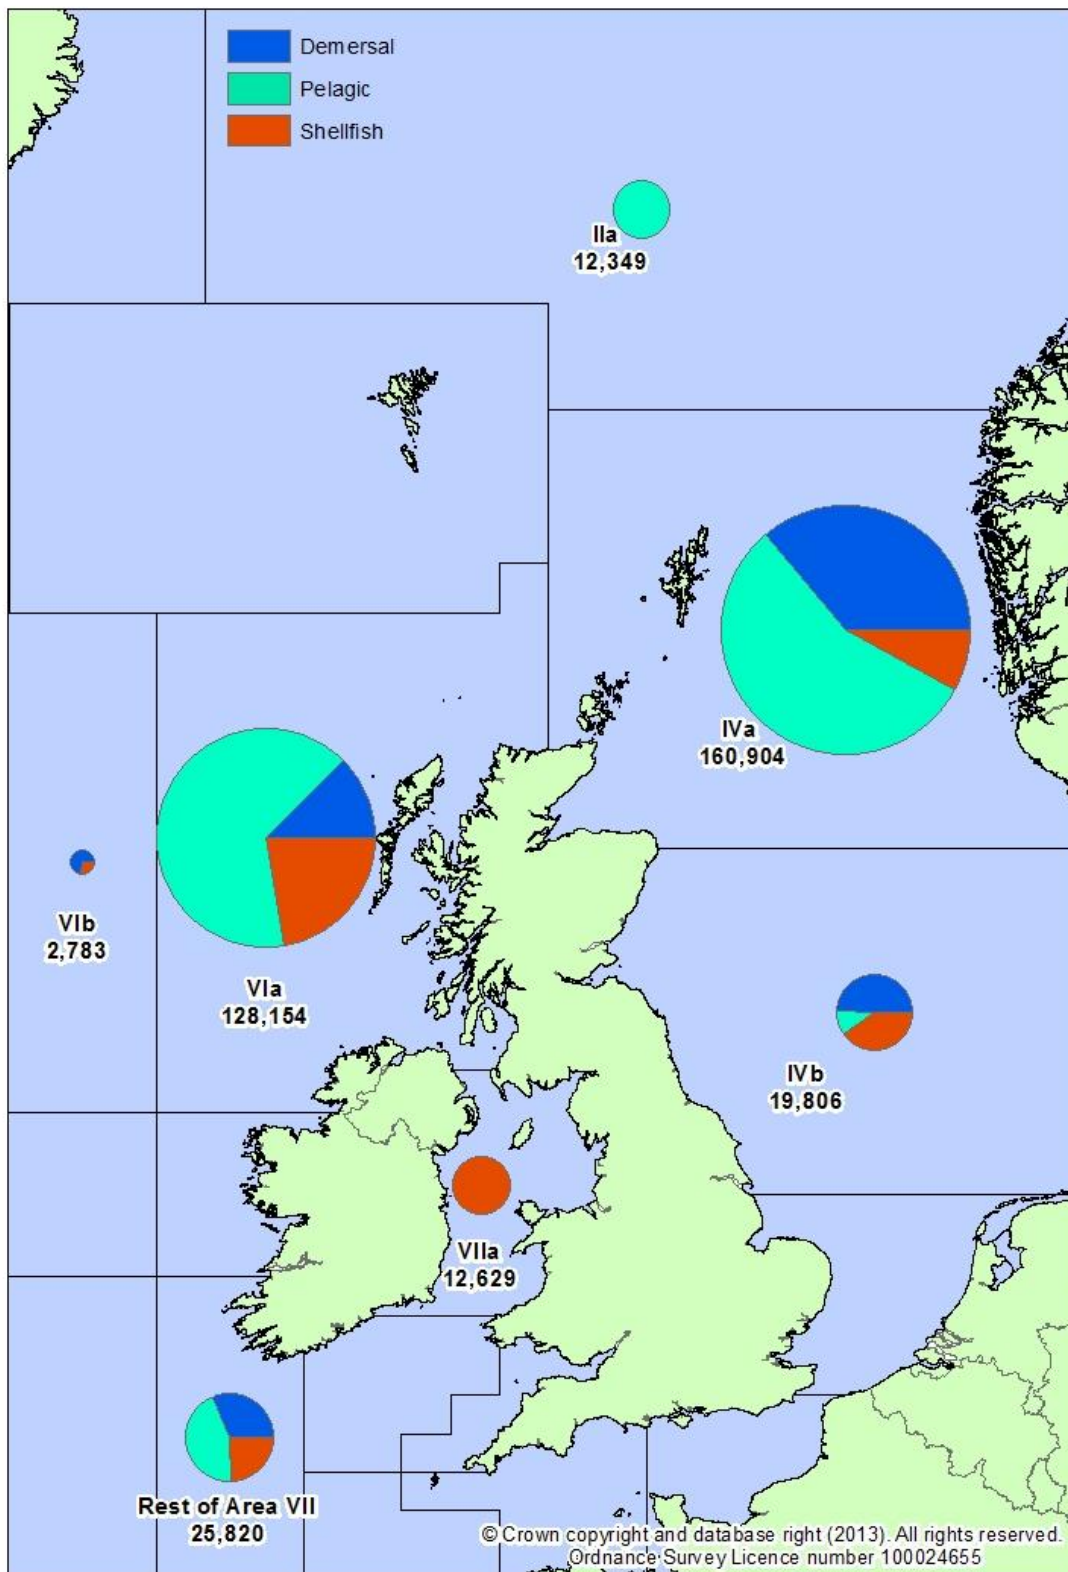 Demersal
Pelagic
Shellfish
IIa
12,349
IVa
160,904
VIb
2,783
VIa
128,154
IVb
19,806
VIIa
12,629
Rest of Area VII
25,820
© Crown copyright and database right (2013). All rights reserved.
Ordnance Survey Licence number 100024655